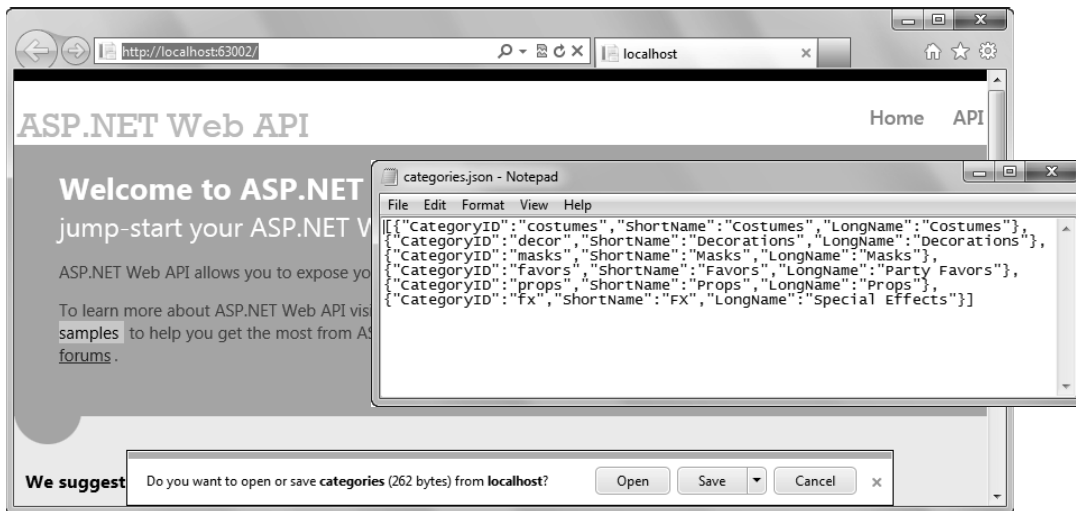 http://localhost:63002/
localhost
ASP.NET Web API
Home API
Welcome to ASP.NET
jump-start your ASP.NET W
ASP.NET Web API allows you to expose yo
To learn more about ASP.NET Web API visi
samples to help you get the most from AS
forums.
categories.json - Notepad
File Edit Format View Help
[{"CategoryID":"costumes","ShortName":"Costumes","LongName":"Costumes"},
{"CategoryID":"decor","ShortName":"Decorations","LongName":"Decorations"},
{"CategoryID":"masks","ShortName":"Masks","LongName":"Masks"},
{"CategoryID":"favors","ShortName":"Favors","LongName":"Party Favors"},
{"CategoryID":"props","ShortName":"Props","LongName":"Props"},
{"CategoryID":"fx","ShortName":"FX","LongName":"Special Effects"}]
We suggest
Do you want to open or save categories (262 bytes) from localhost?
Open Save Cancel